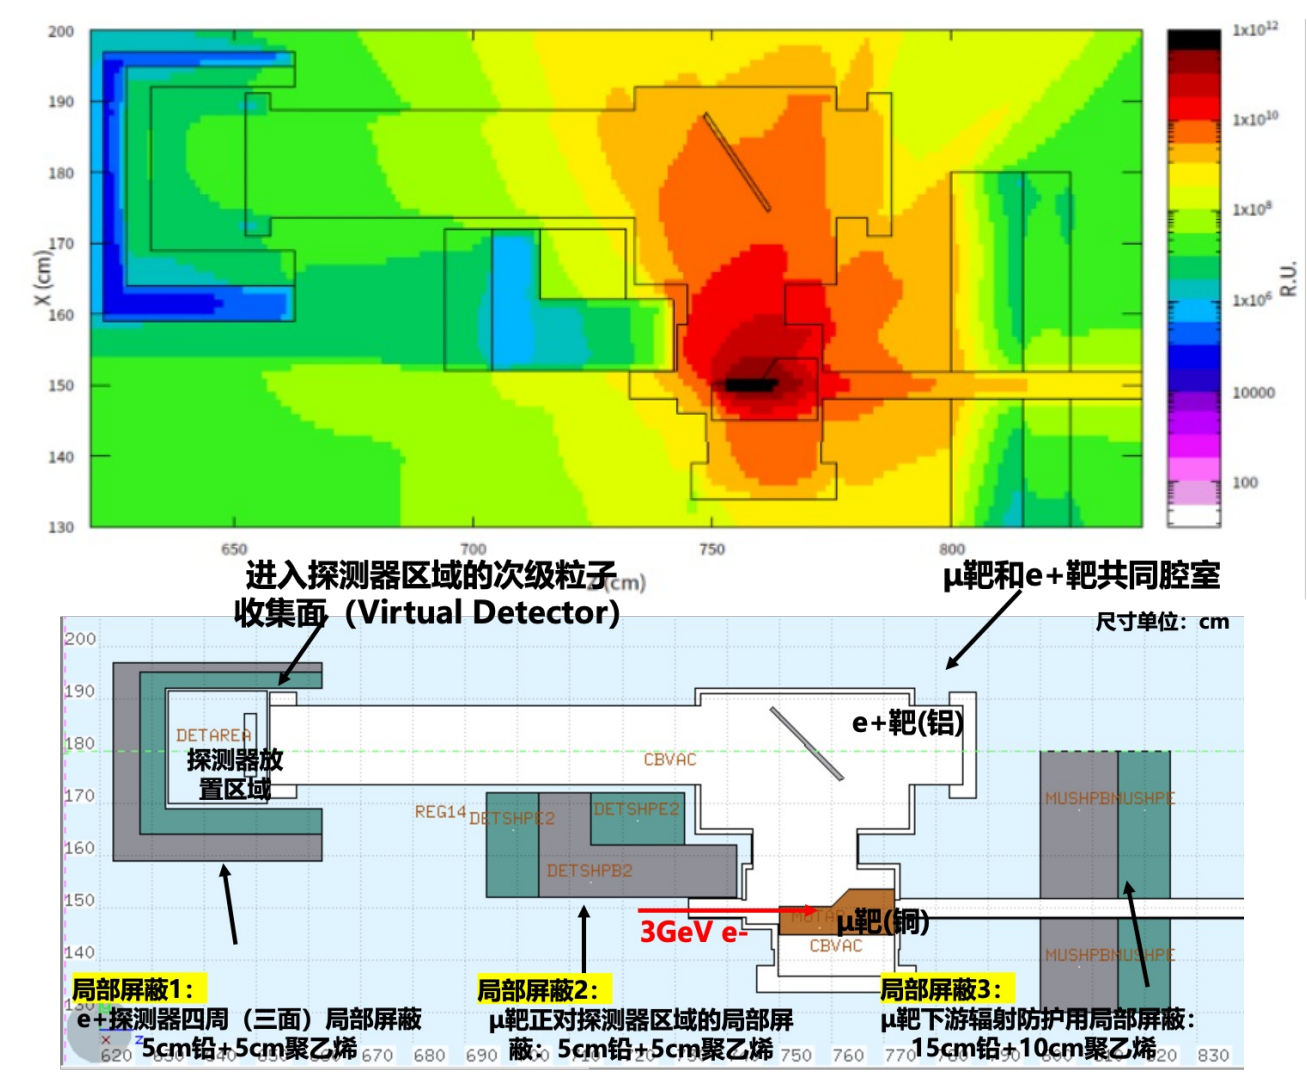 200
190
180
170
160
150
140
130
X (cm)
650
700
750
800
(cm)
1x10¹²
1x10¹⁰
1x10⁸
1x10⁶
10000
100
R.U.
进入探测器区域的次级粒子
收集面（Virtual Detector）
μ靶和e+靶共同腔室
尺寸单位：cm
200
190
180
170
160
150
140
DETAREA
探测器放
置区域
CBVAC
e+靶(铝)
REG14
DETSHPE2
DETSHPE2
DETSHPB2
MUSHPB
MUSHPE
3GeV e-
μ靶(铜)
CBVAC
MUSHPB
MUSHPE
局部屏蔽1：
e+探测器四周（三面）局部屏蔽
5cm铅+5cm聚乙烯
局部屏蔽2：
μ靶正对探测器区域的局部屏
蔽：5cm铅+5cm聚乙烯
局部屏蔽3：
μ靶下游辐射防护用局部屏蔽：
15cm铅+10cm聚乙烯
x
z
620
670
680
690
750
760
770
820
830